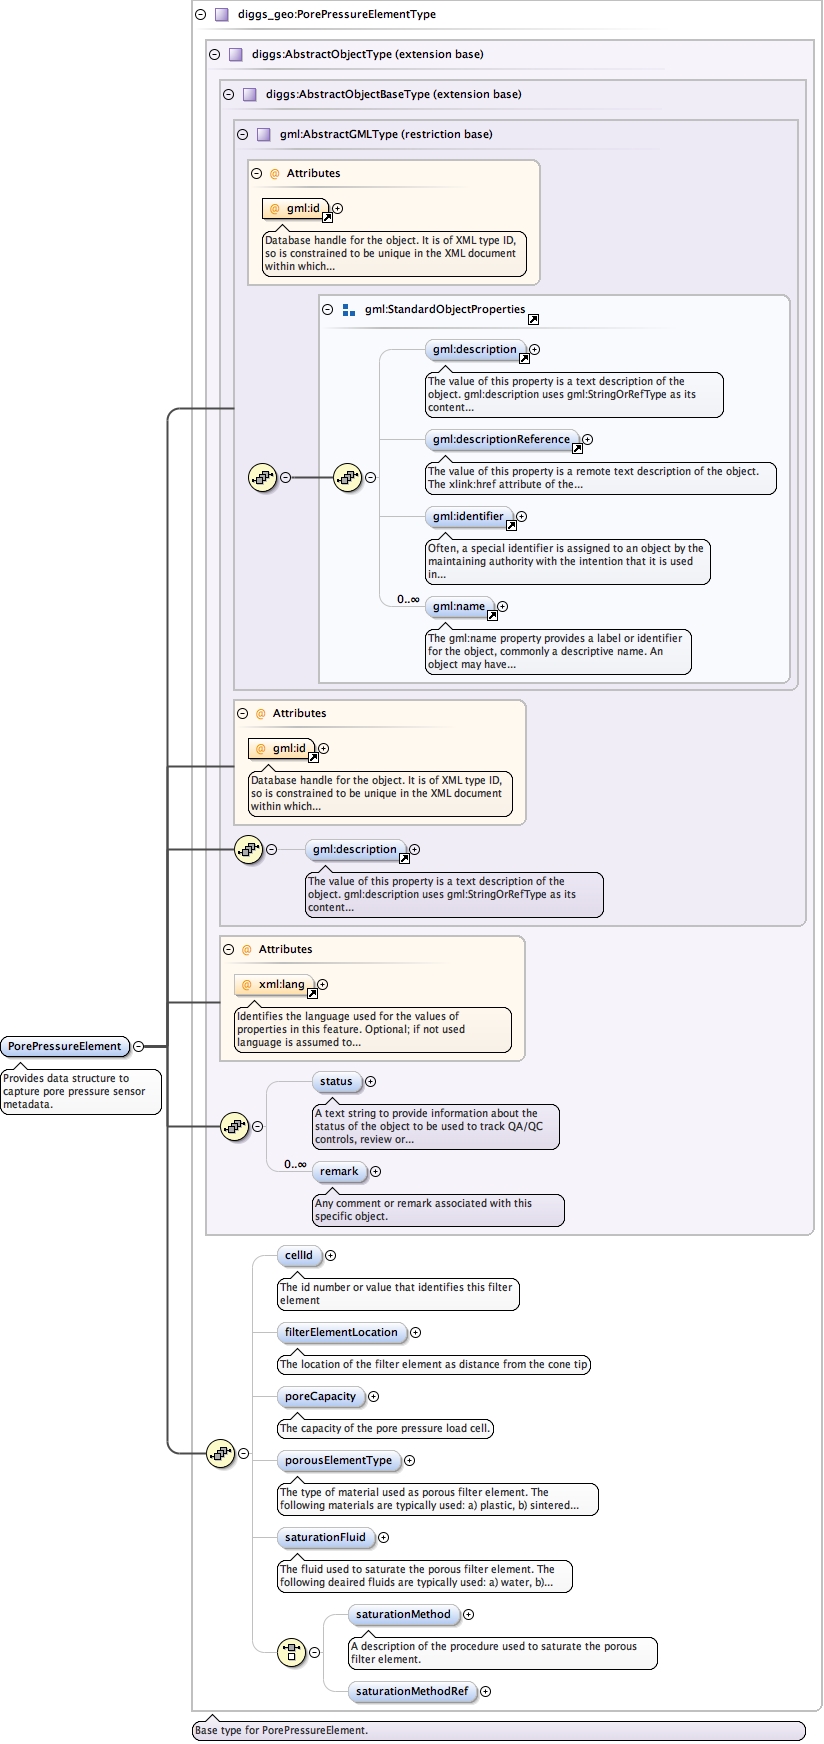 diggs_geo:PorePressureElementType
diggs:AbstractObjectType (extension base)
diggs:AbstractObjectBaseType (extension base)
gml:AbstractGMLType (restriction base)
@ Attributes
@ gml:id
Database handle for the object. It is of XML type ID,
so is constrained to be unique in the XML document
within which...
gml:StandardObjectProperties
gml:description
The value of this property is a text description of the
object. gml:description uses gml:StringOrRefType as its
content...
gml:descriptionReference
The value of this property is a remote text description of the object.
The xlink:href attribute of the...
gml:identifier
Often, a special identifier is assigned to an object by the
maintaining authority with the intention that it is used
in...
0..∞
gml:name
The gml:name property provides a label or identifier
for the object, commonly a descriptive name. An
object may have...
@ Attributes
@ gml:id
Database handle for the object. It is of XML type ID,
so is constrained to be unique in the XML document
within which...
gml:description
The value of this property is a text description of the
object. gml:description uses gml:StringOrRefType as its
content...
@ Attributes
@ xml:lang
Identifies the language used for the values of
properties in this feature. Optional; if not used
language is assumed to...
PorePressureElement
Provides data structure to
capture pore pressure sensor
metadata.
status
A text string to provide information about the
status of the object to be used to track QA/QC
controls, review or...
0..∞
remark
Any comment or remark associated with this
specific object.
cellId
The id number or value that identifies this filter
element
filterElementLocation
The location of the filter element as distance from the cone tip
poreCapacity
The capacity of the pore pressure load cell.
porousElementType
The type of material used as porous filter element. The
following materials are typically used: a) plastic, b) sintered...
saturationFluid
The fluid used to saturate the porous filter element. The
following deaired fluids are typically used: a) water, b)...
saturationMethod
A description of the procedure used to saturate the porous
filter element.
saturationMethodRef
Base type for PorePressureElement.